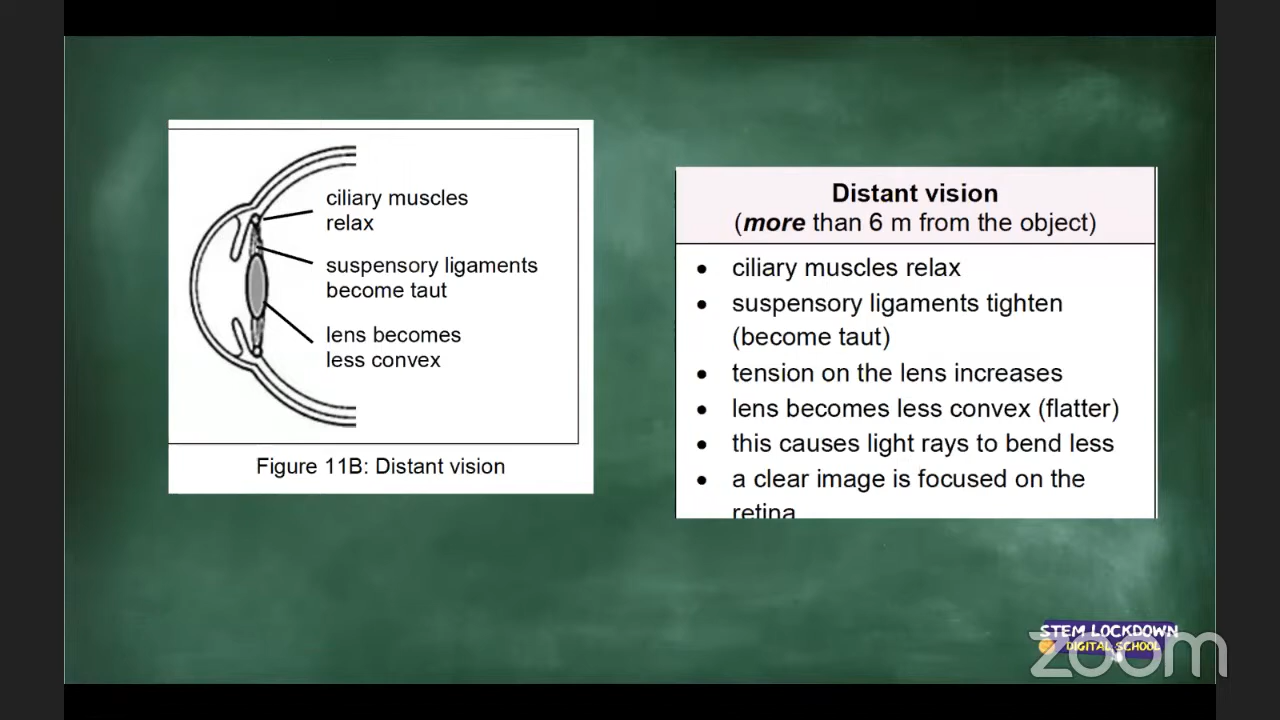 ciliary muscles
relax
suspensory ligaments
become taut
lens becomes
less convex
Figure 11B: Distant vision
Distant vision
(more than 6 m from the object)
• ciliary muscles relax
• suspensory ligaments tighten
(become taut)
• tension on the lens increases
• lens becomes less convex (flatter)
• this causes light rays to bend less
• a clear image is focused on the
retina
STEM LOCKDOWN
DIGITAL SCHOOL
zoom